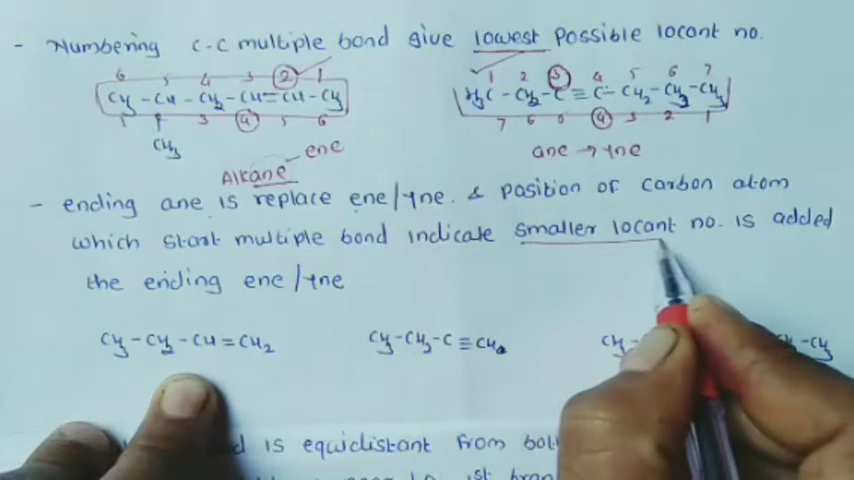 - Numbering C-C multiple bond give lowest possible locant no.
6 5 4 3 2 1
CH3 - CH - CH2 - CH = CH - CH3
1 3 4 5 6
CH3
1 2 3 4 5 6 7
H3C - CH2 - C ≡ C - CH2 - CH2 - CH3
7 6 5 4 3 2 1
Alkane - ene
ane → yne
- ending ane is replace ene/yne. & position of carbon atom
which start multiple bond indicate smaller locant no. is added
the ending ene/yne
CH3 - CH2 - CH = CH2
CH3 - CH2 - C ≡ CH
CH3
is equidistant from
1st